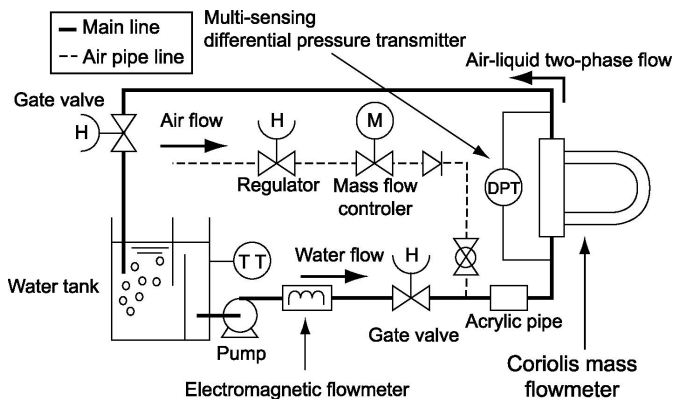 Multi-sensing
differential pressure transmitter
Main line
Air pipe line
Air-liquid two-phase flow
Gate valve
H
Air flow
H
M
Regulator
Mass flow
controler
DPT
Water tank
TT
Water flow
H
Pump
Gate valve
Acrylic pipe
Electromagnetic flowmeter
Coriolis mass
flowmeter